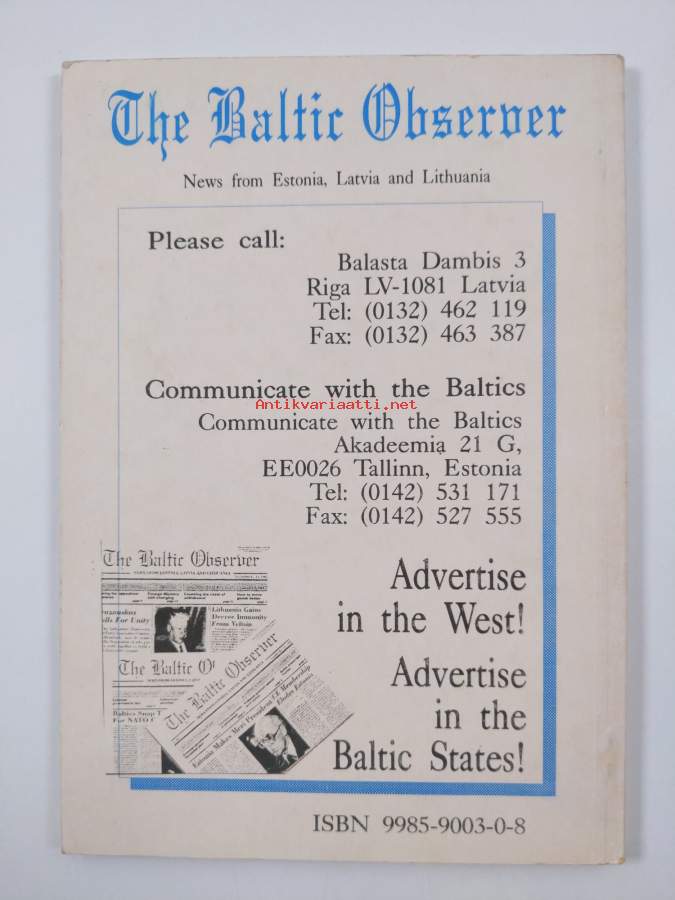 The Baltic Observer
News from Estonia, Latvia and Lithuania
Please call:
Balasta Dambis 3
Riga LV-1081 Latvia
Tel: (0132) 462 119
Fax: (0132) 463 387
Communicate with the Baltics
Antikvariaatti.net
Communicate with the Baltics
Akadeemia 21 G,
EE0026 Tallinn, Estonia
Tel: (0142) 531 171
Fax: (0142) 527 555
The Baltic Observer
Lithuania Gains
Decree Immunity
From Yeltsin
The Baltic
The Baltic Observer
Advertise
in the West!
Advertise
in the
Baltic States!
ISBN 9985-9003-0-8